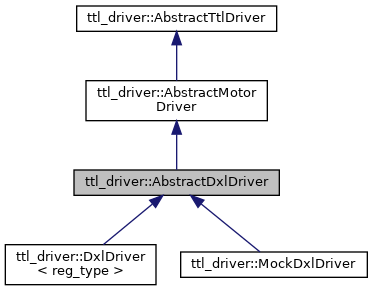 ttl_driver::AbstractTtlDriver
ttl_driver::AbstractMotor
Driver
ttl_driver::AbstractDxlDriver
ttl_driver::DxlDriver
< reg_type >
ttl_driver::MockDxlDriver